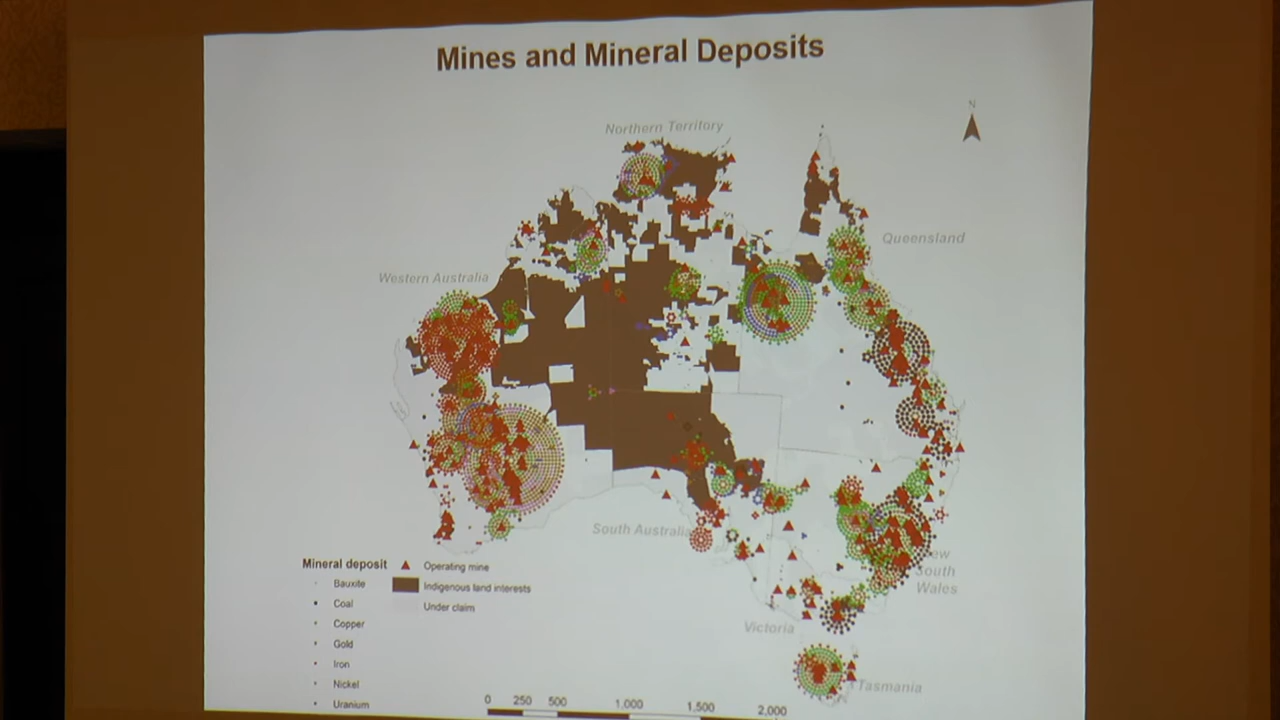 Mines and Mineral Deposits
N
Northern Territory
Queensland
Western Australia
South Australia
New
South
Wales
Victoria
Tasmania
Mineral deposit
Bauxite
Coal
Copper
Gold
Iron
Nickel
Uranium
Operating mine
Indigenous land interests
Under claim
0 250 500 1,000 1,500 2,000